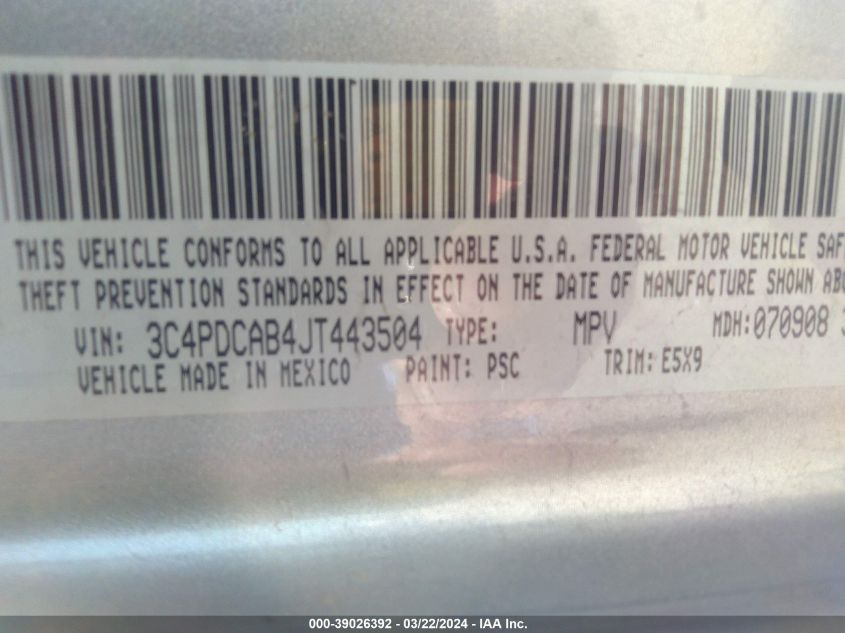 THIS VEHICLE CONFORMS TO ALL APPLICABLE U.S.A. FEDERAL MOTOR VEHICLE SAF
THEFT PREVENTION STANDARDS IN EFFECT ON THE DATE OF MANUFACTURE SHOWN ABO
VIN: 3C4PDCAB4JT443504 TYPE: MPV MDH:070908 3
VEHICLE MADE IN MEXICO PAINT: PSC TRIM: E5X9
000-39026392 - 03/22/2024 - IAA Inc.